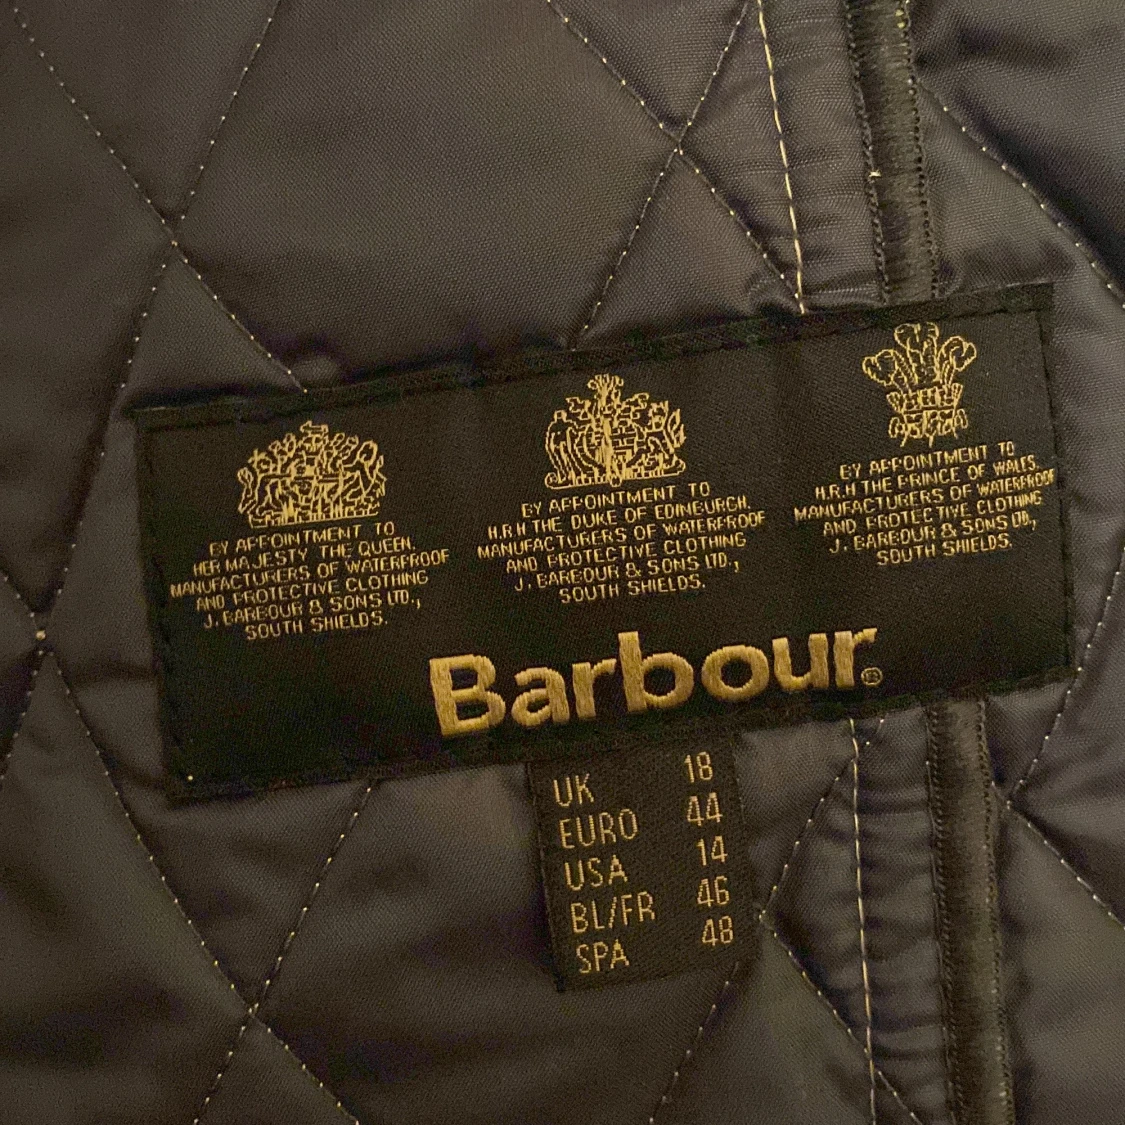 BY APPOINTMENT TO
HER MAJESTY THE QUEEN
MANUFACTURERS OF WATERPROOF
AND PROTECTIVE CLOTHING
J. BARBOUR & SONS LTD.,
SOUTH SHIELDS.
BY APPOINTMENT TO
H.R.H THE DUKE OF EDINBURGH.
MANUFACTURERS OF WATERPROOF
AND PROTECTIVE CLOTHING
J. BARBOUR & SONS LTD.,
SOUTH SHIELDS.
BY APPOINTMENT TO
H.R.H THE PRINCE OF WALES.
MANUFACTURERS OF WATERPROOF
AND PROTECTIVE CLOTHING
J. BARBOUR & SONS LTD.,
SOUTH SHIELDS.
Barbour®
UK 18
EURO 44
USA 14
BL/FR 46
SPA 48